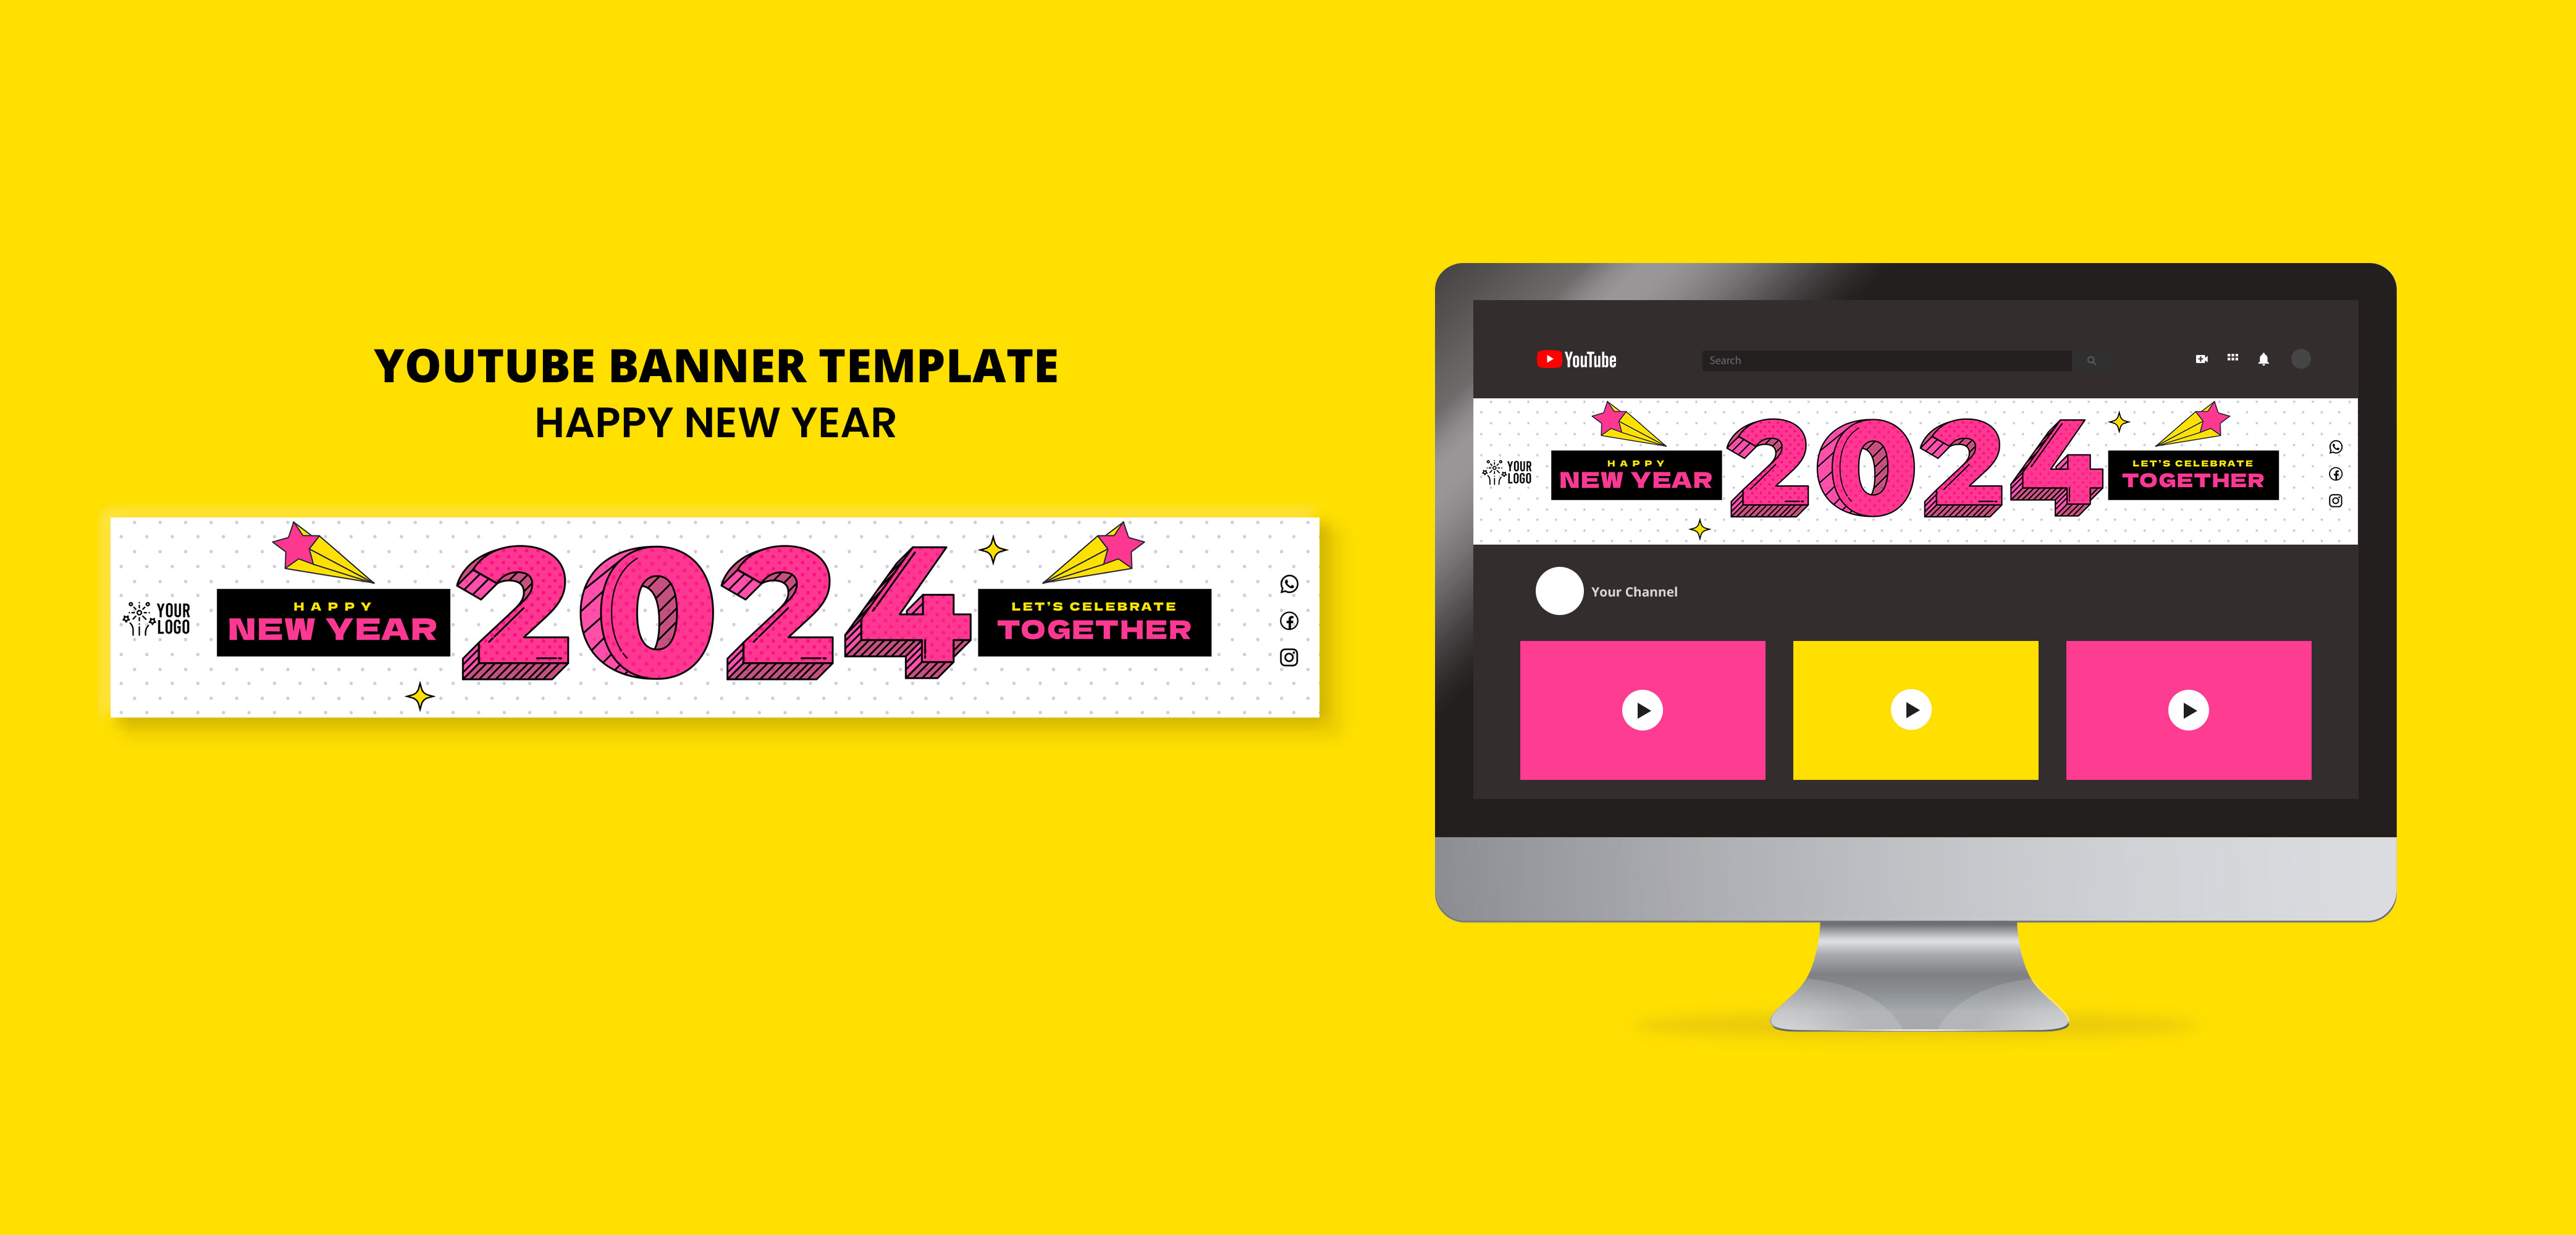 YOUTUBE BANNER TEMPLATE
HAPPY NEW YEAR
YOUR
LOGO
HAPPY
NEW YEAR
2024
LET'S CELEBRATE
TOGETHER
YouTube
Search
YOUR
LOGO
HAPPY
NEW YEAR
2024
LET'S CELEBRATE
TOGETHER
Your Channel